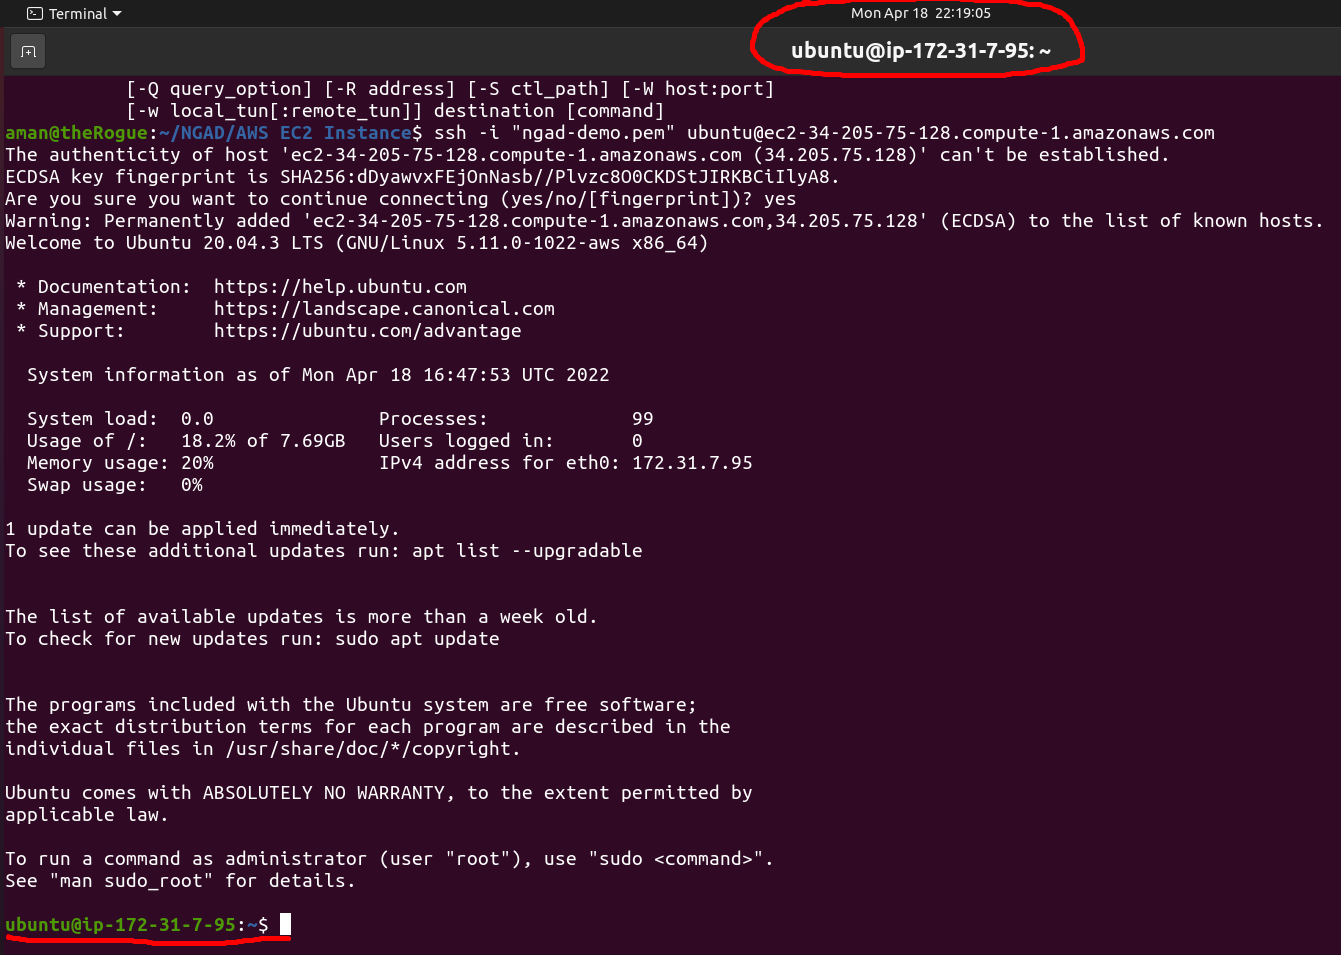 Terminal
Mon Apr 18 22:19:05
ubuntu@ip-172-31-7-95: ~
[-Q query_option] [-R address] [-S ctl_path] [-W host:port]
[-w local_tun[:remote_tun]] destination [command]
aman@theRogue:~/NGAD/AWS EC2 Instance$ ssh -i "ngad-demo.pem" ubuntu@ec2-34-205-75-128.compute-1.amazonaws.com
The authenticity of host 'ec2-34-205-75-128.compute-1.amazonaws.com (34.205.75.128)' can't be established.
ECDSA key fingerprint is SHA256:dDyawvxFEjOnNasb//Plvzc8O0CKDStJIRKBCiIlyA8.
Are you sure you want to continue connecting (yes/no/[fingerprint])? yes
Warning: Permanently added 'ec2-34-205-75-128.compute-1.amazonaws.com,34.205.75.128' (ECDSA) to the list of known hosts.
Welcome to Ubuntu 20.04.3 LTS (GNU/Linux 5.11.0-1022-aws x86_64)
* Documentation: https://help.ubuntu.com
* Management: https://landscape.canonical.com
* Support: https://ubuntu.com/advantage
System information as of Mon Apr 18 16:47:53 UTC 2022
System load: 0.0 Processes: 99
Usage of /: 18.2% of 7.69GB Users logged in: 0
Memory usage: 20% IPv4 address for eth0: 172.31.7.95
Swap usage: 0%
1 update can be applied immediately.
To see these additional updates run: apt list --upgradable
The list of available updates is more than a week old.
To check for new updates run: sudo apt update
The programs included with the Ubuntu system are free software;
the exact distribution terms for each program are described in the
individual files in /usr/share/doc/*/copyright.
Ubuntu comes with ABSOLUTELY NO WARRANTY, to the extent permitted by
applicable law.
To run a command as administrator (user "root"), use "sudo <command>".
See "man sudo_root" for details.
ubuntu@ip-172-31-7-95:~$